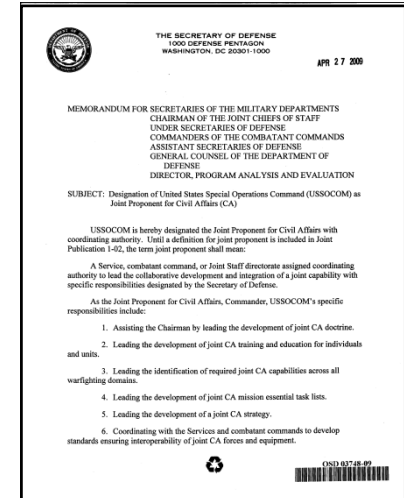 THE SECRETARY OF DEFENSE
1000 DEFENSE PENTAGON
WASHINGTON, DC 20301-1000
APR 27 2009
MEMORANDUM FOR SECRETARIES OF THE MILITARY DEPARTMENTS
CHAIRMAN OF THE JOINT CHIEFS OF STAFF
UNDER SECRETARIES OF DEFENSE
COMMANDERS OF THE COMBATANT COMMANDS
ASSISTANT SECRETARIES OF DEFENSE
GENERAL COUNSEL OF THE DEPARTMENT OF
DEFENSE
DIRECTOR, PROGRAM ANALYSIS AND EVALUATION
SUBJECT: Designation of United States Special Operations Command (USSOCOM) as
Joint Proponent for Civil Affairs (CA)
USSOCOM is hereby designated the Joint Proponent for Civil Affairs with
coordinating authority. Until a definition for joint proponent is included in Joint
Publication 1-02, the term joint proponent shall mean:
A Service, combatant command, or Joint Staff directorate assigned coordinating
authority to lead the collaborative development and integration of a joint capability with
specific responsibilities designated by the Secretary of Defense.
As the Joint Proponent for Civil Affairs, Commander, USSOCOM's specific
responsibilities include:
1. Assisting the Chairman by leading the development of joint CA doctrine.
2. Leading the development of joint CA training and education for individuals
and units.
3. Leading the identification of required joint CA capabilities across all
warfighting domains.
4. Leading the development of joint CA mission essential task lists.
5. Leading the development of a joint CA strategy.
6. Coordinating with the Services and combatant commands to develop
standards ensuring interoperability of joint CA forces and equipment.
OSD 03748-09